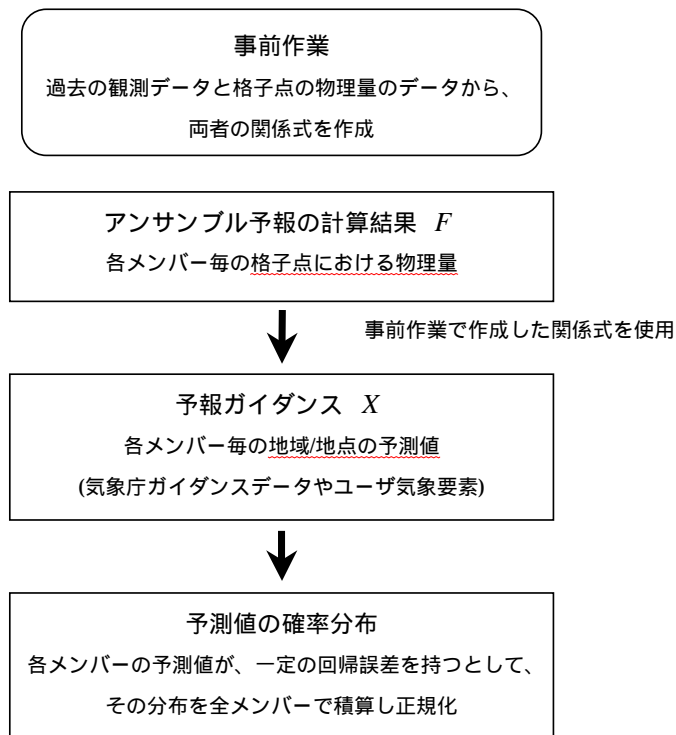 事前作業
過去の観測データと格子点の物理量のデータから、
両者の関係式を作成
アンサンブル予報の計算結果 F
各メンバー毎の格子点における物理量
事前作業で作成した関係式を使用
予報ガイダンス X
各メンバー毎の地域/地点の予測値
(気象庁ガイダンスデータやユーザ気象要素)
予測値の確率分布
各メンバーの予測値が、一定の回帰誤差を持つとして、
その分布を全メンバーで積算し正規化